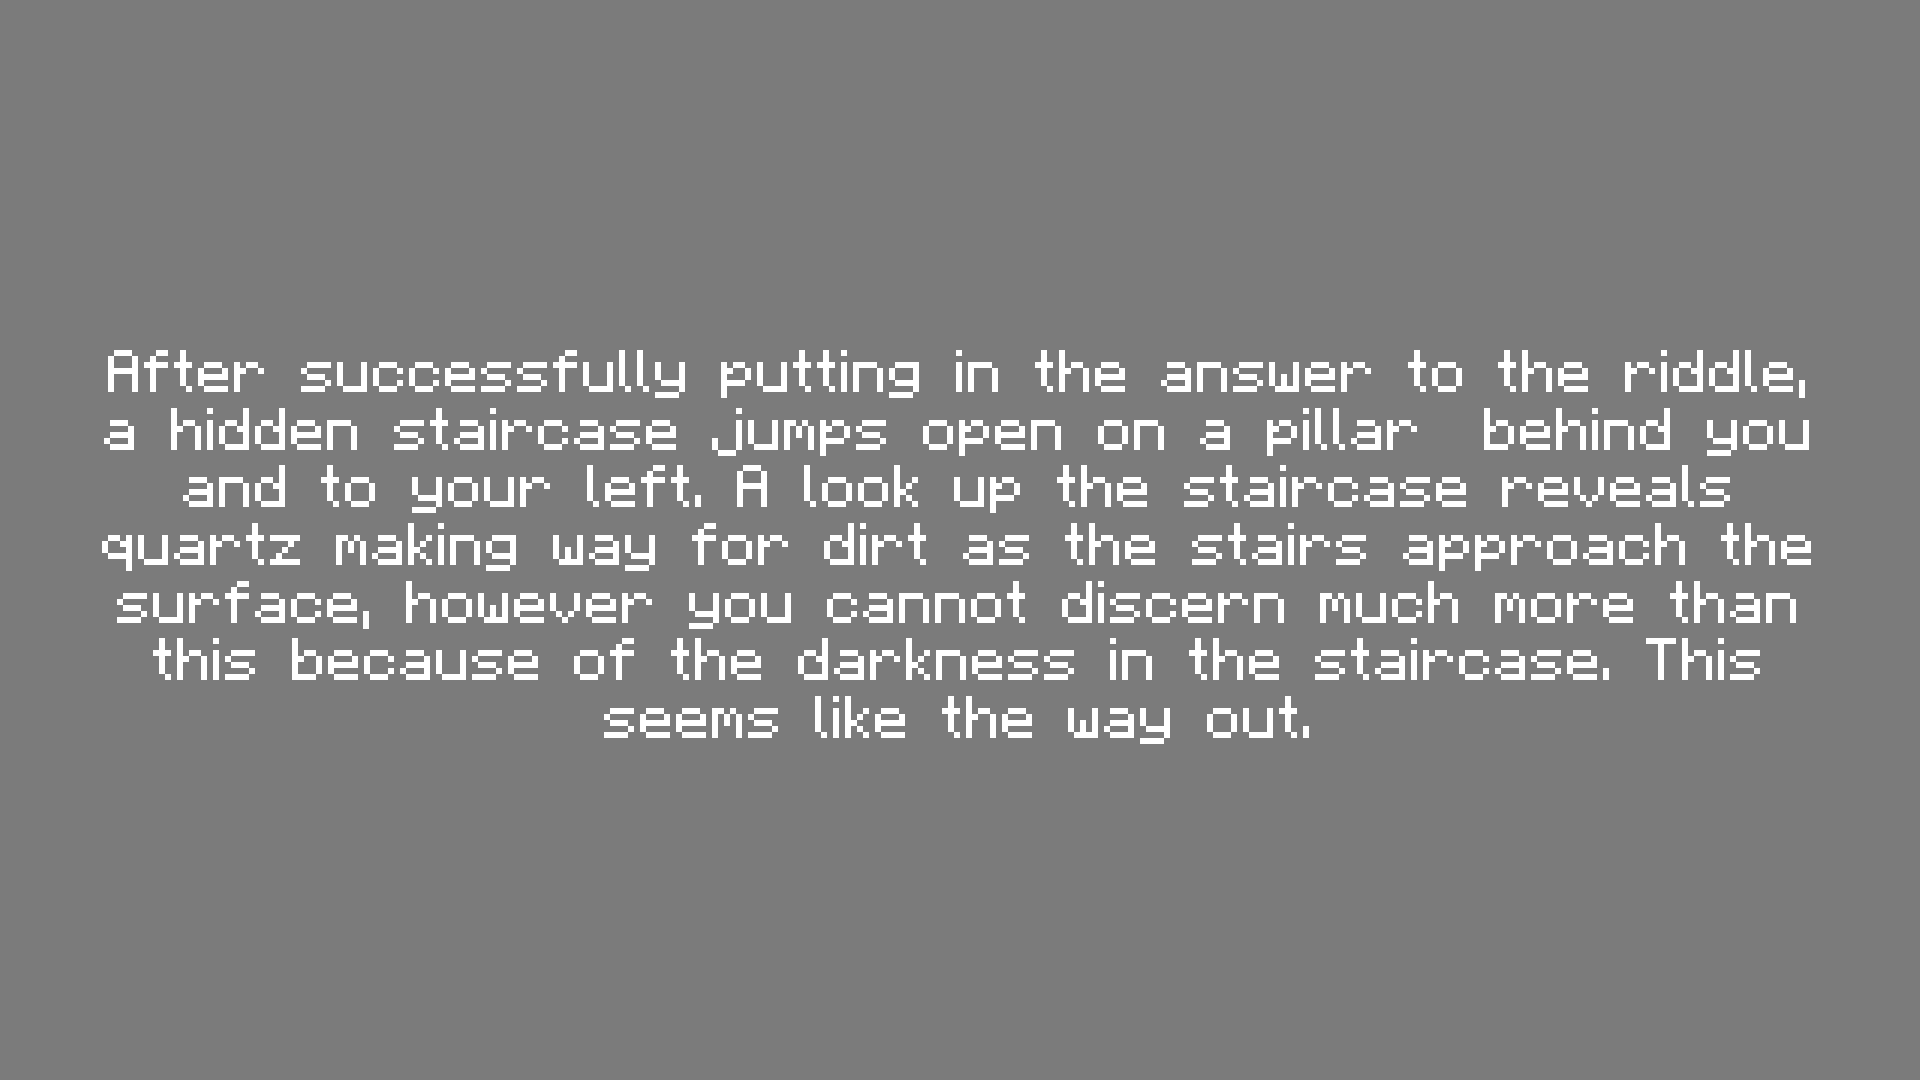 After successfully putting in the answer to the riddle,
a hidden staircase jumps open on a pillar  behind you
and to your left. A look up the staircase reveals
quartz making way for dirt as the stairs approach the
surface, however you cannot discern much more than
this because of the darkness in the staircase. This
seems like the way out.